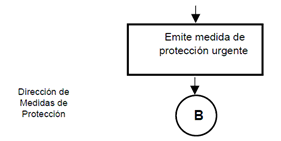 Emite medida de
protección urgente
Dirección de
Medidas de
Protección
B